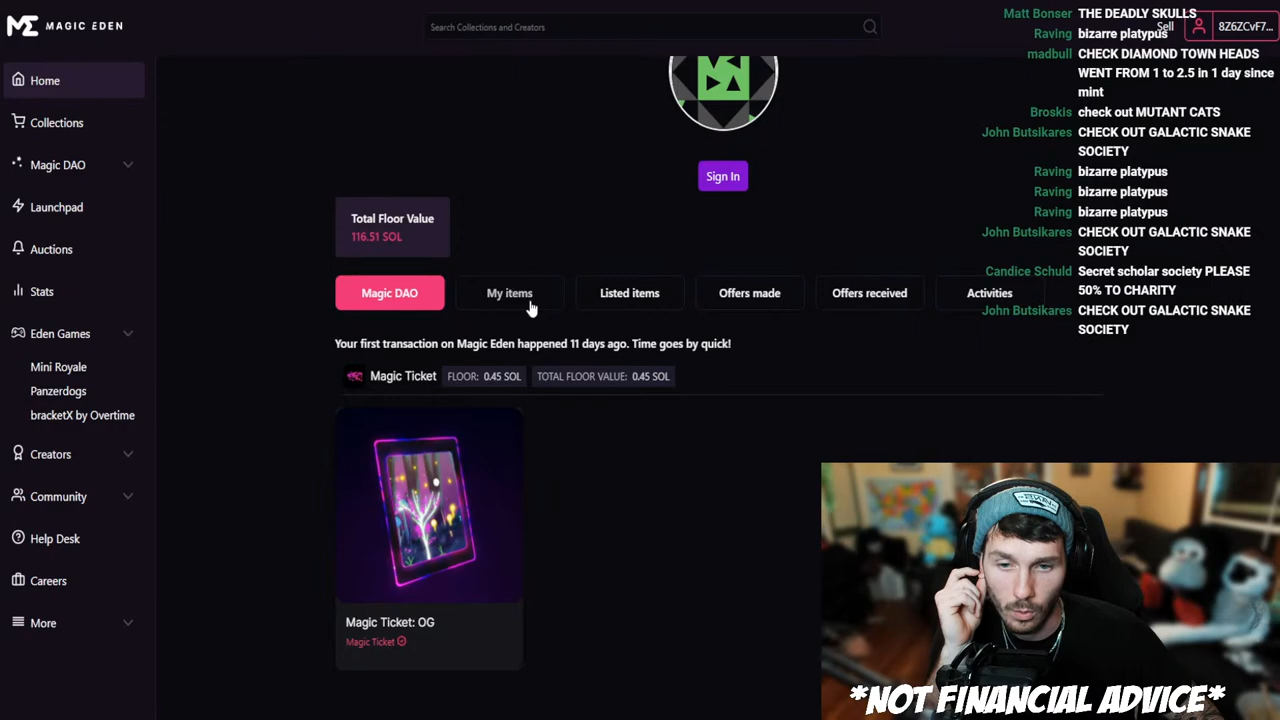 MAGIC EDEN
Search Collections and Creators
Sell
8Z6ZCvF7...
Home
Collections
Magic DAO
Launchpad
Auctions
Stats
Eden Games
Mini Royale
Panzerdogs
bracketX by Overtime
Creators
Community
Help Desk
Careers
More
Sign In
Total Floor Value
116.51 SOL
Magic DAO
My items
Listed items
Offers made
Offers received
Activities
Your first transaction on Magic Eden happened 11 days ago. Time goes by quick!
Magic Ticket FLOOR: 0.45 SOL TOTAL FLOOR VALUE: 0.45 SOL
Magic Ticket: OG
Magic Ticket
Matt Bonser THE DEADLY SKULLS
Raving bizarre platypus
madbull CHECK DIAMOND TOWN HEADS
WENT FROM 1 to 2.5 in 1 day since
mint
Broskis check out MUTANT CATS
John Butsikares CHECK OUT GALACTIC SNAKE
SOCIETY
Raving bizarre platypus
Raving bizarre platypus
Raving bizarre platypus
John Butsikares CHECK OUT GALACTIC SNAKE
SOCIETY
Candice Schuld Secret scholar society PLEASE
50% TO CHARITY
John Butsikares CHECK OUT GALACTIC SNAKE
SOCIETY
*NOT FINANCIAL ADVICE*